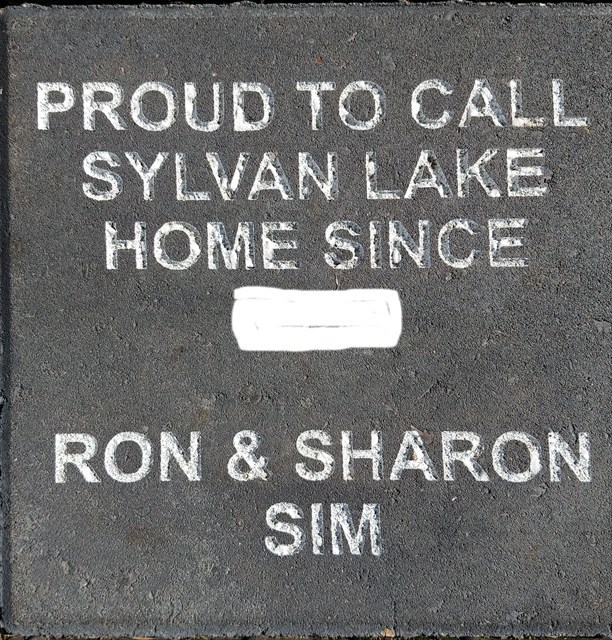 PROUD TO CALL
SYLVAN LAKE
HOME SINCE
RON & SHARON
SIM